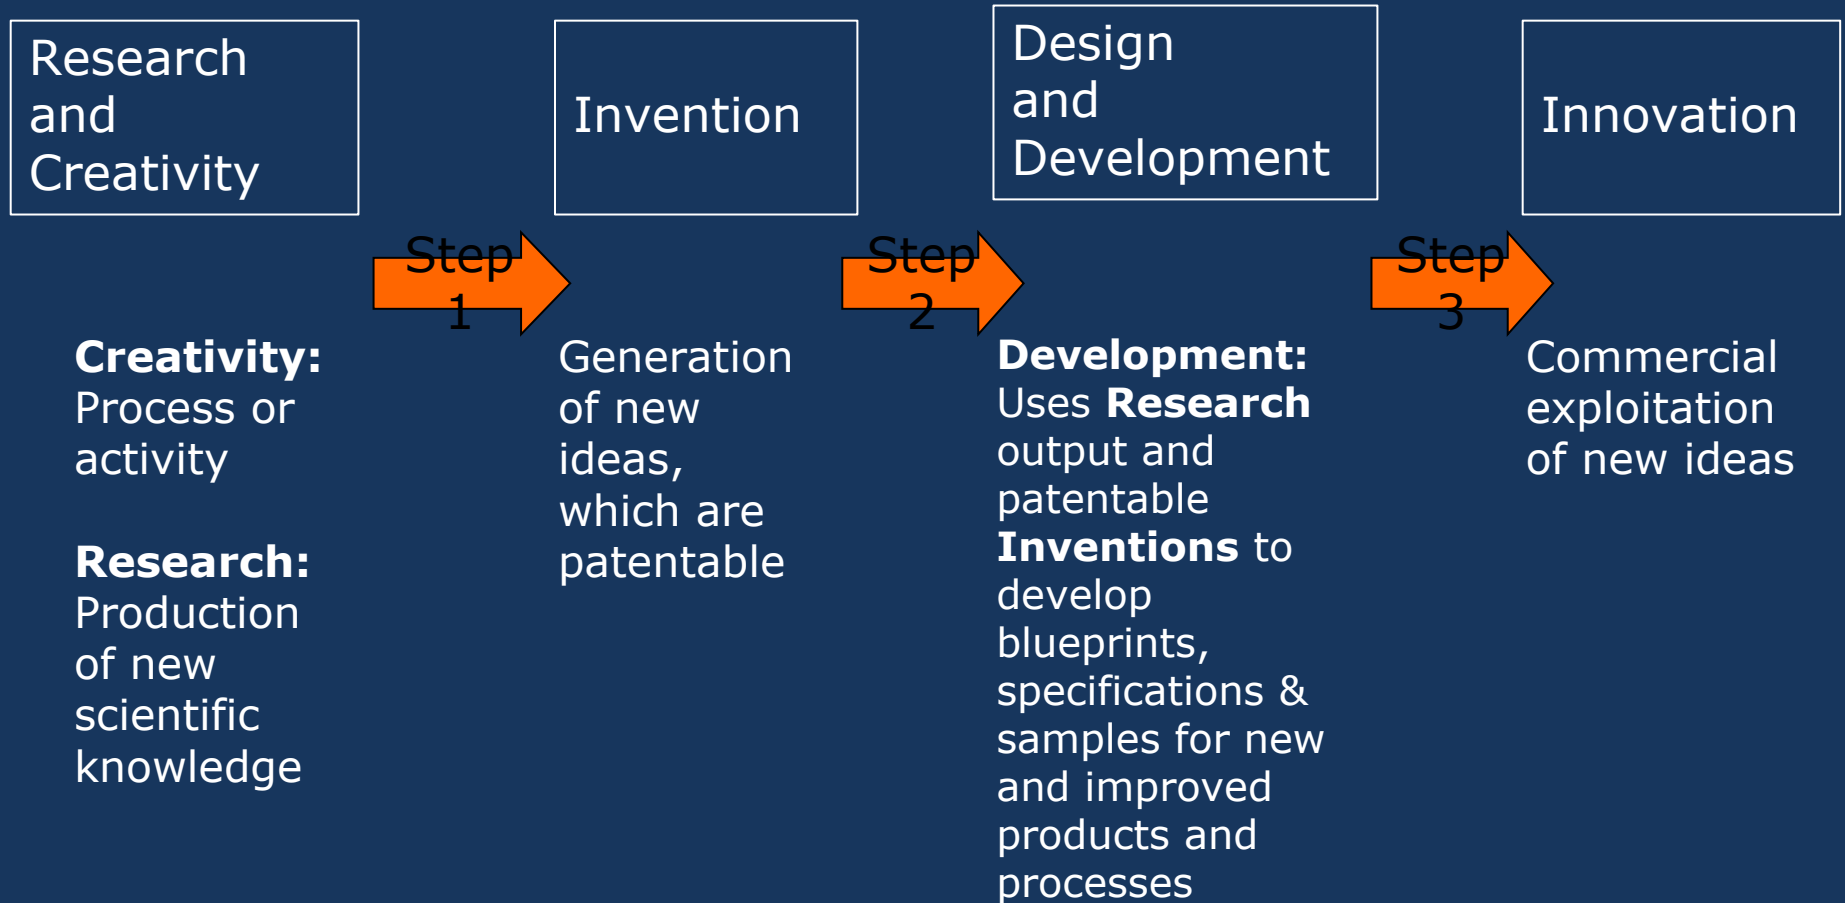 Research
and
Creativity
Invention
Design
and
Development
Innovation
Step
1
Step
2
Step
3
Creativity:
Process or
activity
Research:
Production
of new
scientific
knowledge
Generation
of new
ideas,
which are
patentable
Development:
Uses Research
output and
patentable
Inventions to
develop
blueprints,
specifications &
samples for new
and improved
products and
processes
Commercial
exploitation
of new ideas